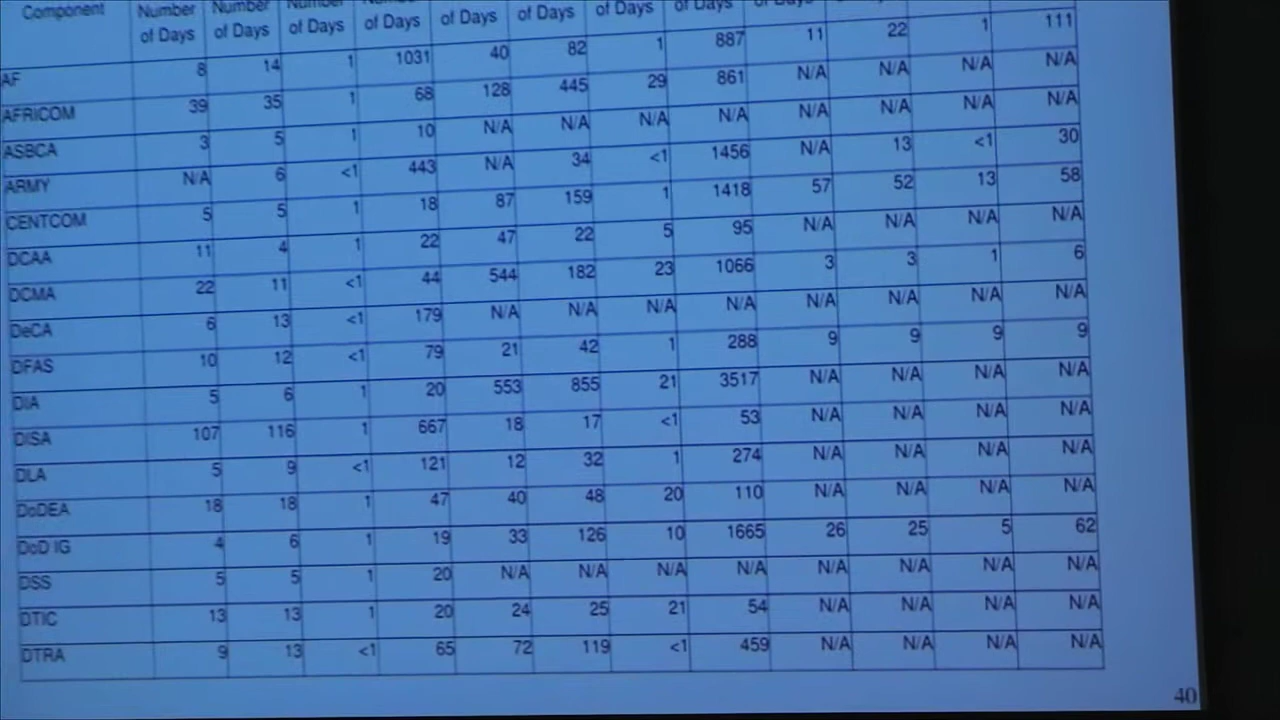 Component Number of Days Number of Days Number of Days of Days of Days of Days of Days of Days
AF 8 14 1 1031 40 82 1 887 11 22 1 111
AFRICOM 39 35 1 68 128 445 29 861 N/A N/A N/A N/A
ASBCA 3 5 1 10 N/A N/A N/A N/A N/A N/A N/A N/A
ARMY N/A 6 <1 443 N/A 34 <1 1456 N/A 13 <1 30
CENTCOM 5 5 1 18 87 159 1 1418 57 52 13 58
DCAA 11 4 1 22 47 22 5 95 N/A N/A N/A N/A
DCMA 22 11 <1 44 544 182 23 1066 3 3 1 6
DeCA 6 13 <1 179 N/A N/A N/A N/A N/A N/A N/A N/A
DFAS 10 12 <1 79 21 42 1 288 9 9 9 9
DIA 5 6 1 20 553 855 21 3517 N/A N/A N/A N/A
DISA 107 116 1 667 18 17 <1 53 N/A N/A N/A N/A
DLA 5 9 <1 121 12 32 1 274 N/A N/A N/A N/A
DoDEA 18 18 1 47 40 48 20 110 N/A N/A N/A N/A
DoD IG 4 6 1 19 33 126 10 1665 26 25 5 62
DSS 5 5 1 20 N/A N/A N/A N/A N/A N/A N/A N/A
DTIC 13 13 1 20 24 25 21 54 N/A N/A N/A N/A
DTRA 9 13 <1 65 72 119 <1 459 N/A N/A N/A N/A
40